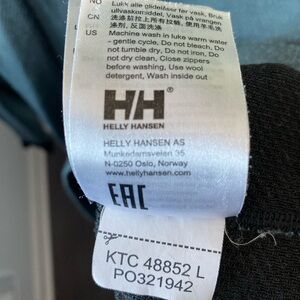 NO Lukk alle glidelåser før vask, Bruk
ullvaskemiddel, Vask på vrangen
CN 洗涤前拉上所有拉锁, 使用羊毛洗
涤剂, 反面洗涤
US Machine wash in luke warm water
- gentle cycle. Do not bleach, Do
not tumble dry, Do not iron, Do
not dry clean, Close zippers
before washing, Use wool
detergent, Wash inside out
HH®
HELLY HANSEN
HELLY HANSEN AS
Munkedamsveien 35
N-0250 Oslo, Norway
www.hellyhansen.com
EAC
KTC 48852 L
PO321942